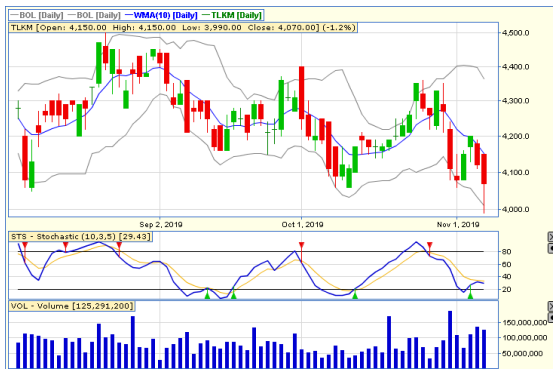 BOL [Daily] BOL [Daily] WMA(10) [Daily] TLKM [Daily]
TLKM [Open: 4,150.00 High: 4,150.00 Low: 3,990.00 Close: 4,070.00] (-1.2%)
4,500.0
4,400.0
4,300.0
4,200.0
4,100.0
4,000.0
Sep 2, 2019 Oct 1, 2019 Nov 1, 2019
STS - Stochastic (10,3,5) [29.43]
80
60
40
20
VOL - Volume [125,291,200]
150,000,000
100,000,000
50,000,000